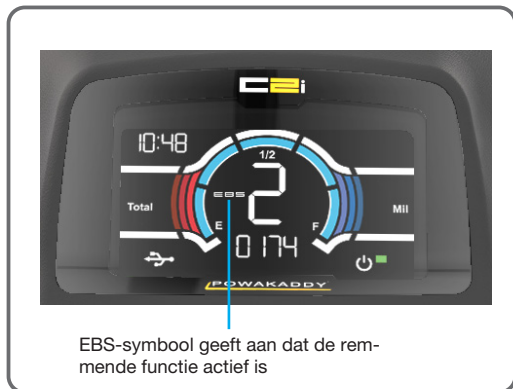 C2i
10:48
1/2
2
EBS
Total
Mil
E
F
0174
POWAKADDY
EBS-symbool geeft aan dat de rem-
mende functie actief is